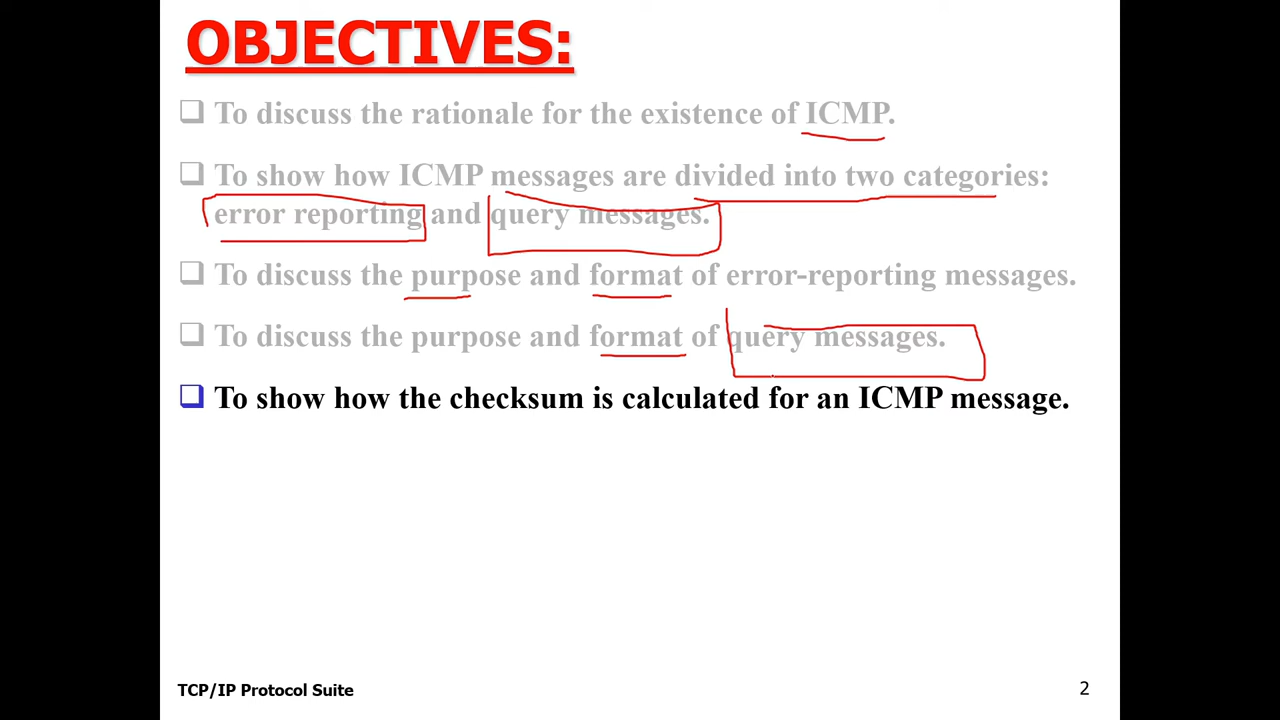 OBJECTIVES:
❑ To discuss the rationale for the existence of ICMP.
❑ To show how ICMP messages are divided into two categories:
error reporting and query messages.
❑ To discuss the purpose and format of error-reporting messages.
❑ To discuss the purpose and format of query messages.
❑ To show how the checksum is calculated for an ICMP message.
TCP/IP Protocol Suite
2